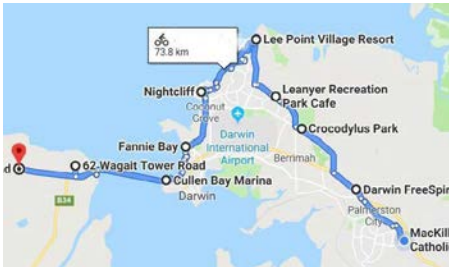 73.8 km
Lee Point Village Resort
Nightcliff
Coconut
Grove
Leanyer Recreation
Park Cafe
Darwin
International
Airport
Crocodylus Park
Fannie Bay
Berrimah
62 Wagait Tower Road
d
Cullen Bay Marina
Darwin
B34
Darwin FreeSpiri
Palmerston
City
MacKill
Catholic